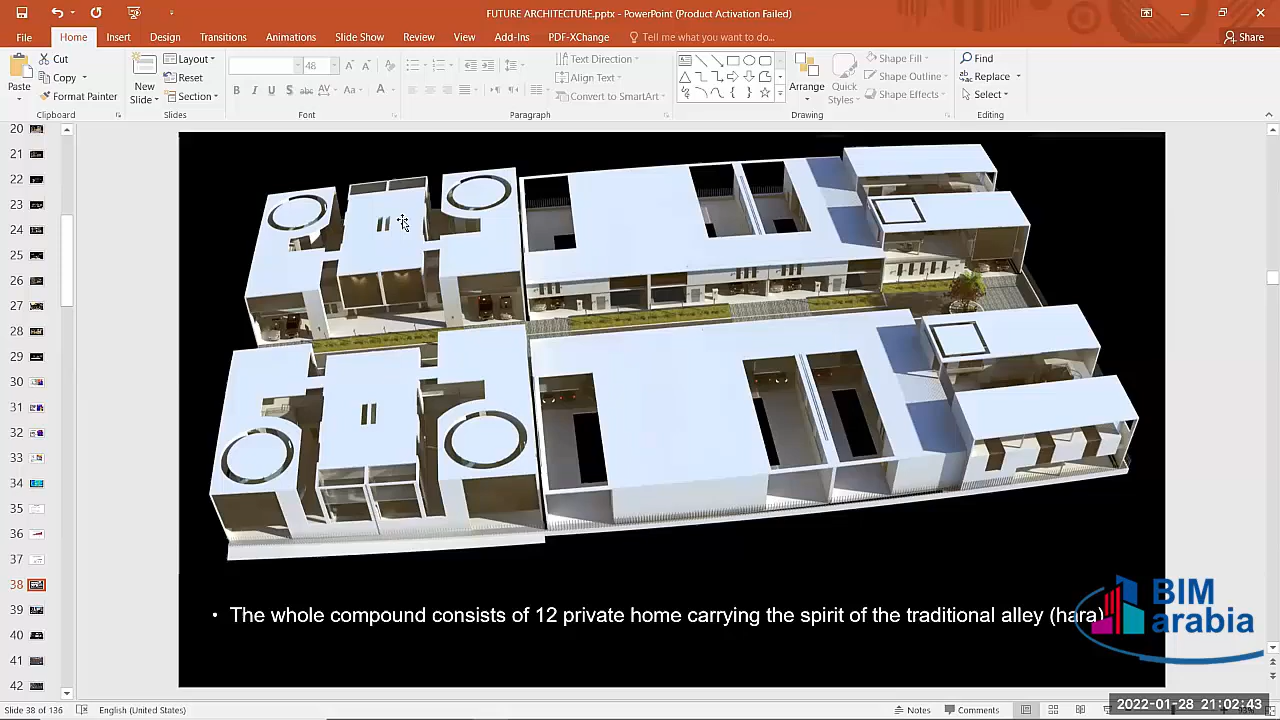 FUTURE ARCHITECTURE.pptx - PowerPoint (Product Activation Failed)
File Home Insert Design Transitions Animations Slide Show Review View Add-Ins PDF-XChange Tell me what you want to do... Share
Paste
Cut
Copy
Format Painter
Clipboard
New Slide
Layout
Reset
Section
Slides
48
B I U S abc AV Aa A
Font
Text Direction
Align Text
Convert to SmartArt
Paragraph
Arrange
Quick Styles
Shape Fill
Shape Outline
Shape Effects
Drawing
Find
Replace
Select
Editing
20
21
22
23
24
25
26
27
28
29
30
31
32
33
34
35
36
37
38
39
40
41
42
• The whole compound consists of 12 private home carrying the spirit of the traditional alley (hara)
BIM
arabia
Slide 38 of 136 English (United States) Notes Comments
2022-01-28 21:02:43